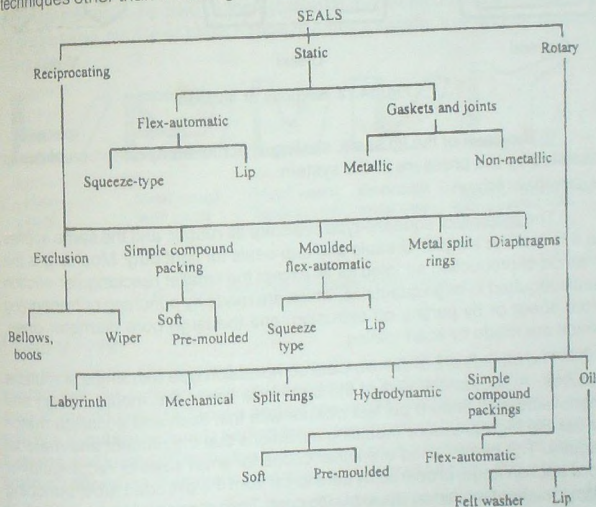 techniques other
SEALS
Reciprocating
Static
Rotary
Flex-automatic
Gaskets and joints
Squeeze-type
Lip
Metallic
Non-metallic
Exclusion
Simple compound
packing
Moulded,
flex-automatic
Metal split
rings
Diaphragms
Bellows,
boots
Wiper
Soft
Pre-moulded
Squeeze
type
Lip
Labyrinth
Mechanical
Split rings
Hydrodynamic
Simple
compound
packings
Oil
Soft
Pre-moulded
Flex-automatic
Felt washer
Lip